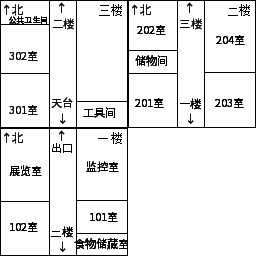 ↑北
↑
三楼
公共卫生间
二楼
302室
301室
天台
↓
工具间
↑北
↑
二楼
202室
三楼
204室
储物间
201室
一楼
↓
203室
↑北
↑
一楼
出口
展览室
监控室
102室
101室
二楼
↓
食物储藏室